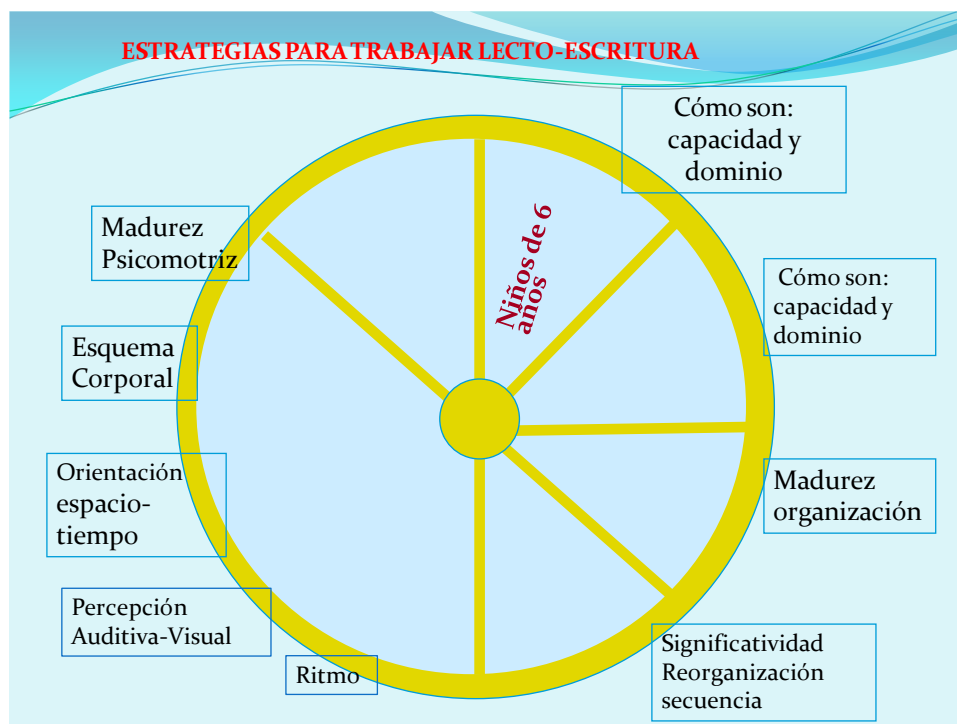 ESTRATEGIAS PARA TRABAJAR LECTO-ESCRITURA
Cómo son:
capacidad y
dominio
Niños de 6
años
Madurez
Psicomotriz
Cómo son:
capacidad y
dominio
Esquema
Corporal
Orientación
espacio-
tiempo
Madurez
organización
Percepción
Auditiva-Visual
Ritmo
Significatividad
Reorganización
secuencia